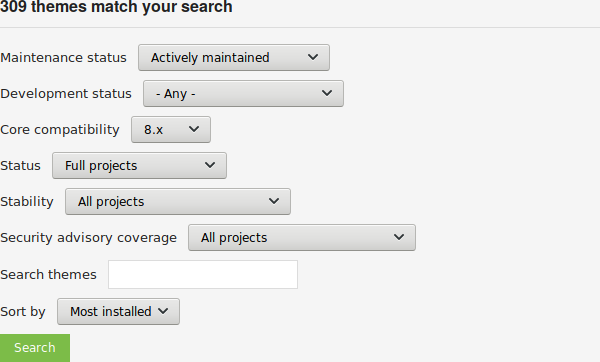 309 themes match your search
Maintenance status Actively maintained
Development status - Any -
Core compatibility 8.x
Status Full projects
Stability All projects
Security advisory coverage All projects
Search themes
Sort by Most installed
Search